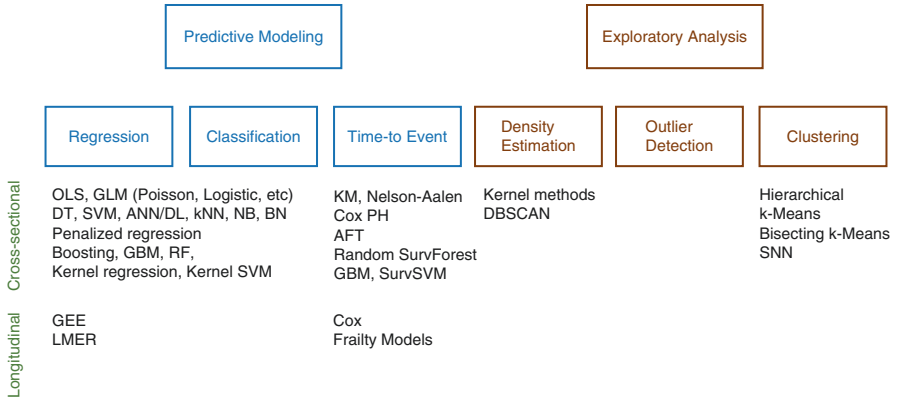 Predictive Modeling
Exploratory Analysis
Regression
Classification
Time-to Event
Density
Estimation
Outlier
Detection
Clustering
Cross-sectional
OLS, GLM (Poisson, Logistic, etc)
DT, SVM, ANN/DL, kNN, NB, BN
Penalized regression
Boosting, GBM, RF,
Kernel regression, Kernel SVM
KM, Nelson-Aalen
Cox PH
AFT
Random SurvForest
GBM, SurvSVM
Kernel methods
DBSCAN
Hierarchical
k-Means
Bisecting k-Means
SNN
Longitudinal
GEE
LMER
Cox
Frailty Models